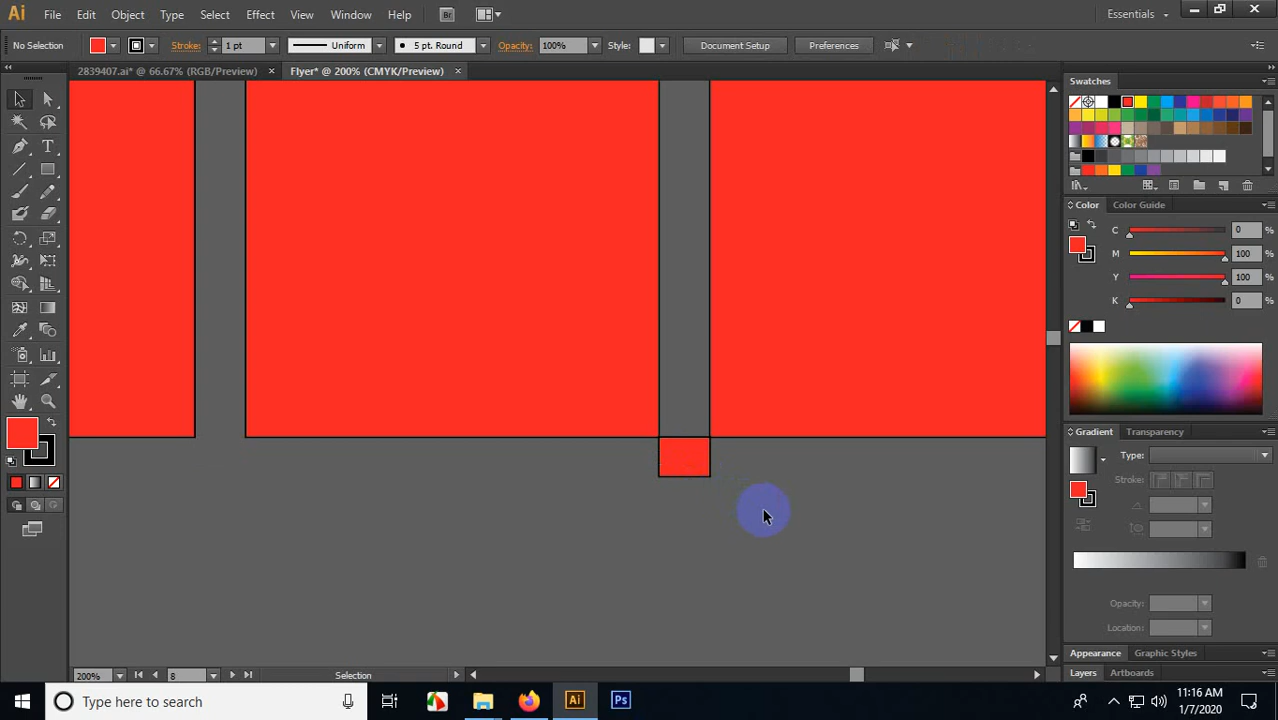 Ai File Edit Object Type Select Effect View Window Help Br Essentials
No Selection Stroke: 1 pt Uniform 5 pt. Round Opacity: 100% Style: Document Setup Preferences
2839407.ai* @ 66.67% (RGB/Preview) × Flyer* @ 200% (CMYK/Preview) ×
Swatches
Color Color Guide
C 0 %
M 100 %
Y 100 %
K 0 %
Gradient Transparency
Type:
Stroke:
Opacity:
Location:
Appearance Graphic Styles
Layers Artboards
200% 8 Selection
Type here to search
Ai Ps
11:16 AM
1/7/2020